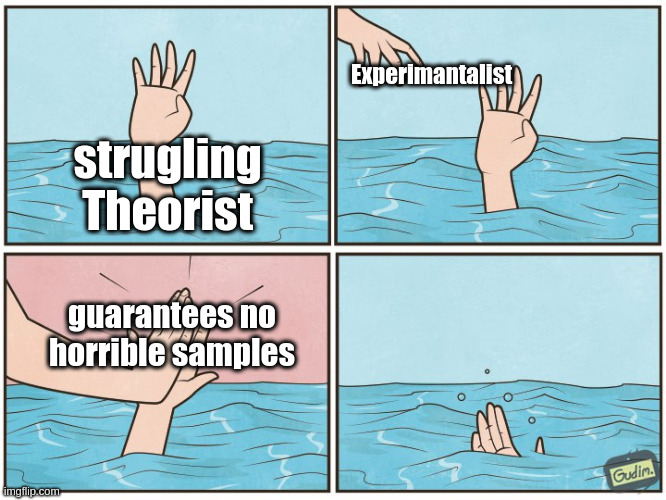 strugling
Theorist
Experimantalist
guarantees no
horrible samples
Gudim.
imgflip.com